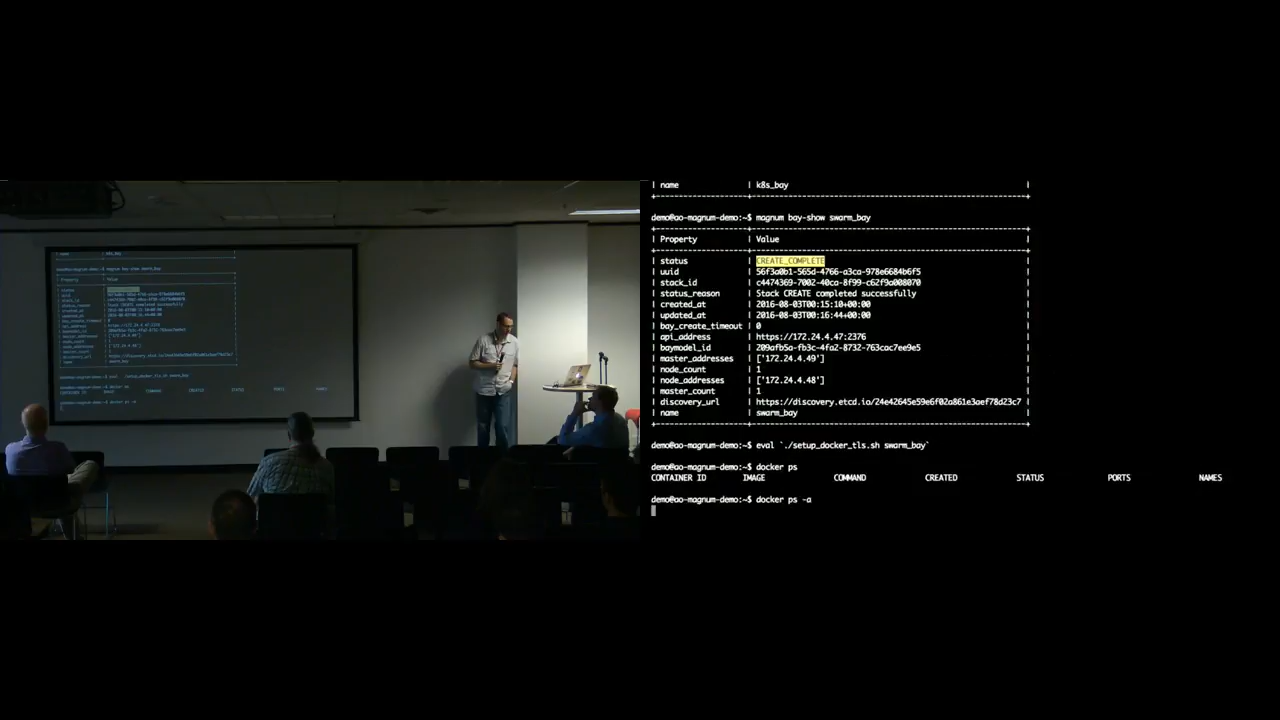 | name | k8s_bay |
demo@ao-magnum-demo:~$ magnum bay-show swarm_bay
| Property | Value |
| status | CREATE_COMPLETE |
| uuid | 56f3a0b1-565d-4766-a3ca-978e6684b6f5 |
| stack_id | c4474369-7002-40ca-8f99-c62f9a008070 |
| status_reason | Stack CREATE completed successfully |
| created_at | 2016-08-03T00:15:10+00:00 |
| updated_at | 2016-08-03T00:16:44+00:00 |
| bay_create_timeout | 0 |
| api_address | https://172.24.4.47:2376 |
| baymodel_id | 209afb5a-fb3c-4fa2-8732-763cac7ee9e5 |
| master_addresses | ['172.24.4.49'] |
| node_count | 1 |
| node_addresses | ['172.24.4.48'] |
| master_count | 1 |
| discovery_url | https://discovery.etcd.io/24e42645e59e6f02a861e3aef78d23c7 |
| name | swarm_bay |
demo@ao-magnum-demo:~$ eval `./setup_docker_tls.sh swarm_bay`
demo@ao-magnum-demo:~$ docker ps
CONTAINER ID IMAGE COMMAND CREATED STATUS PORTS NAMES
demo@ao-magnum-demo:~$ docker ps -a